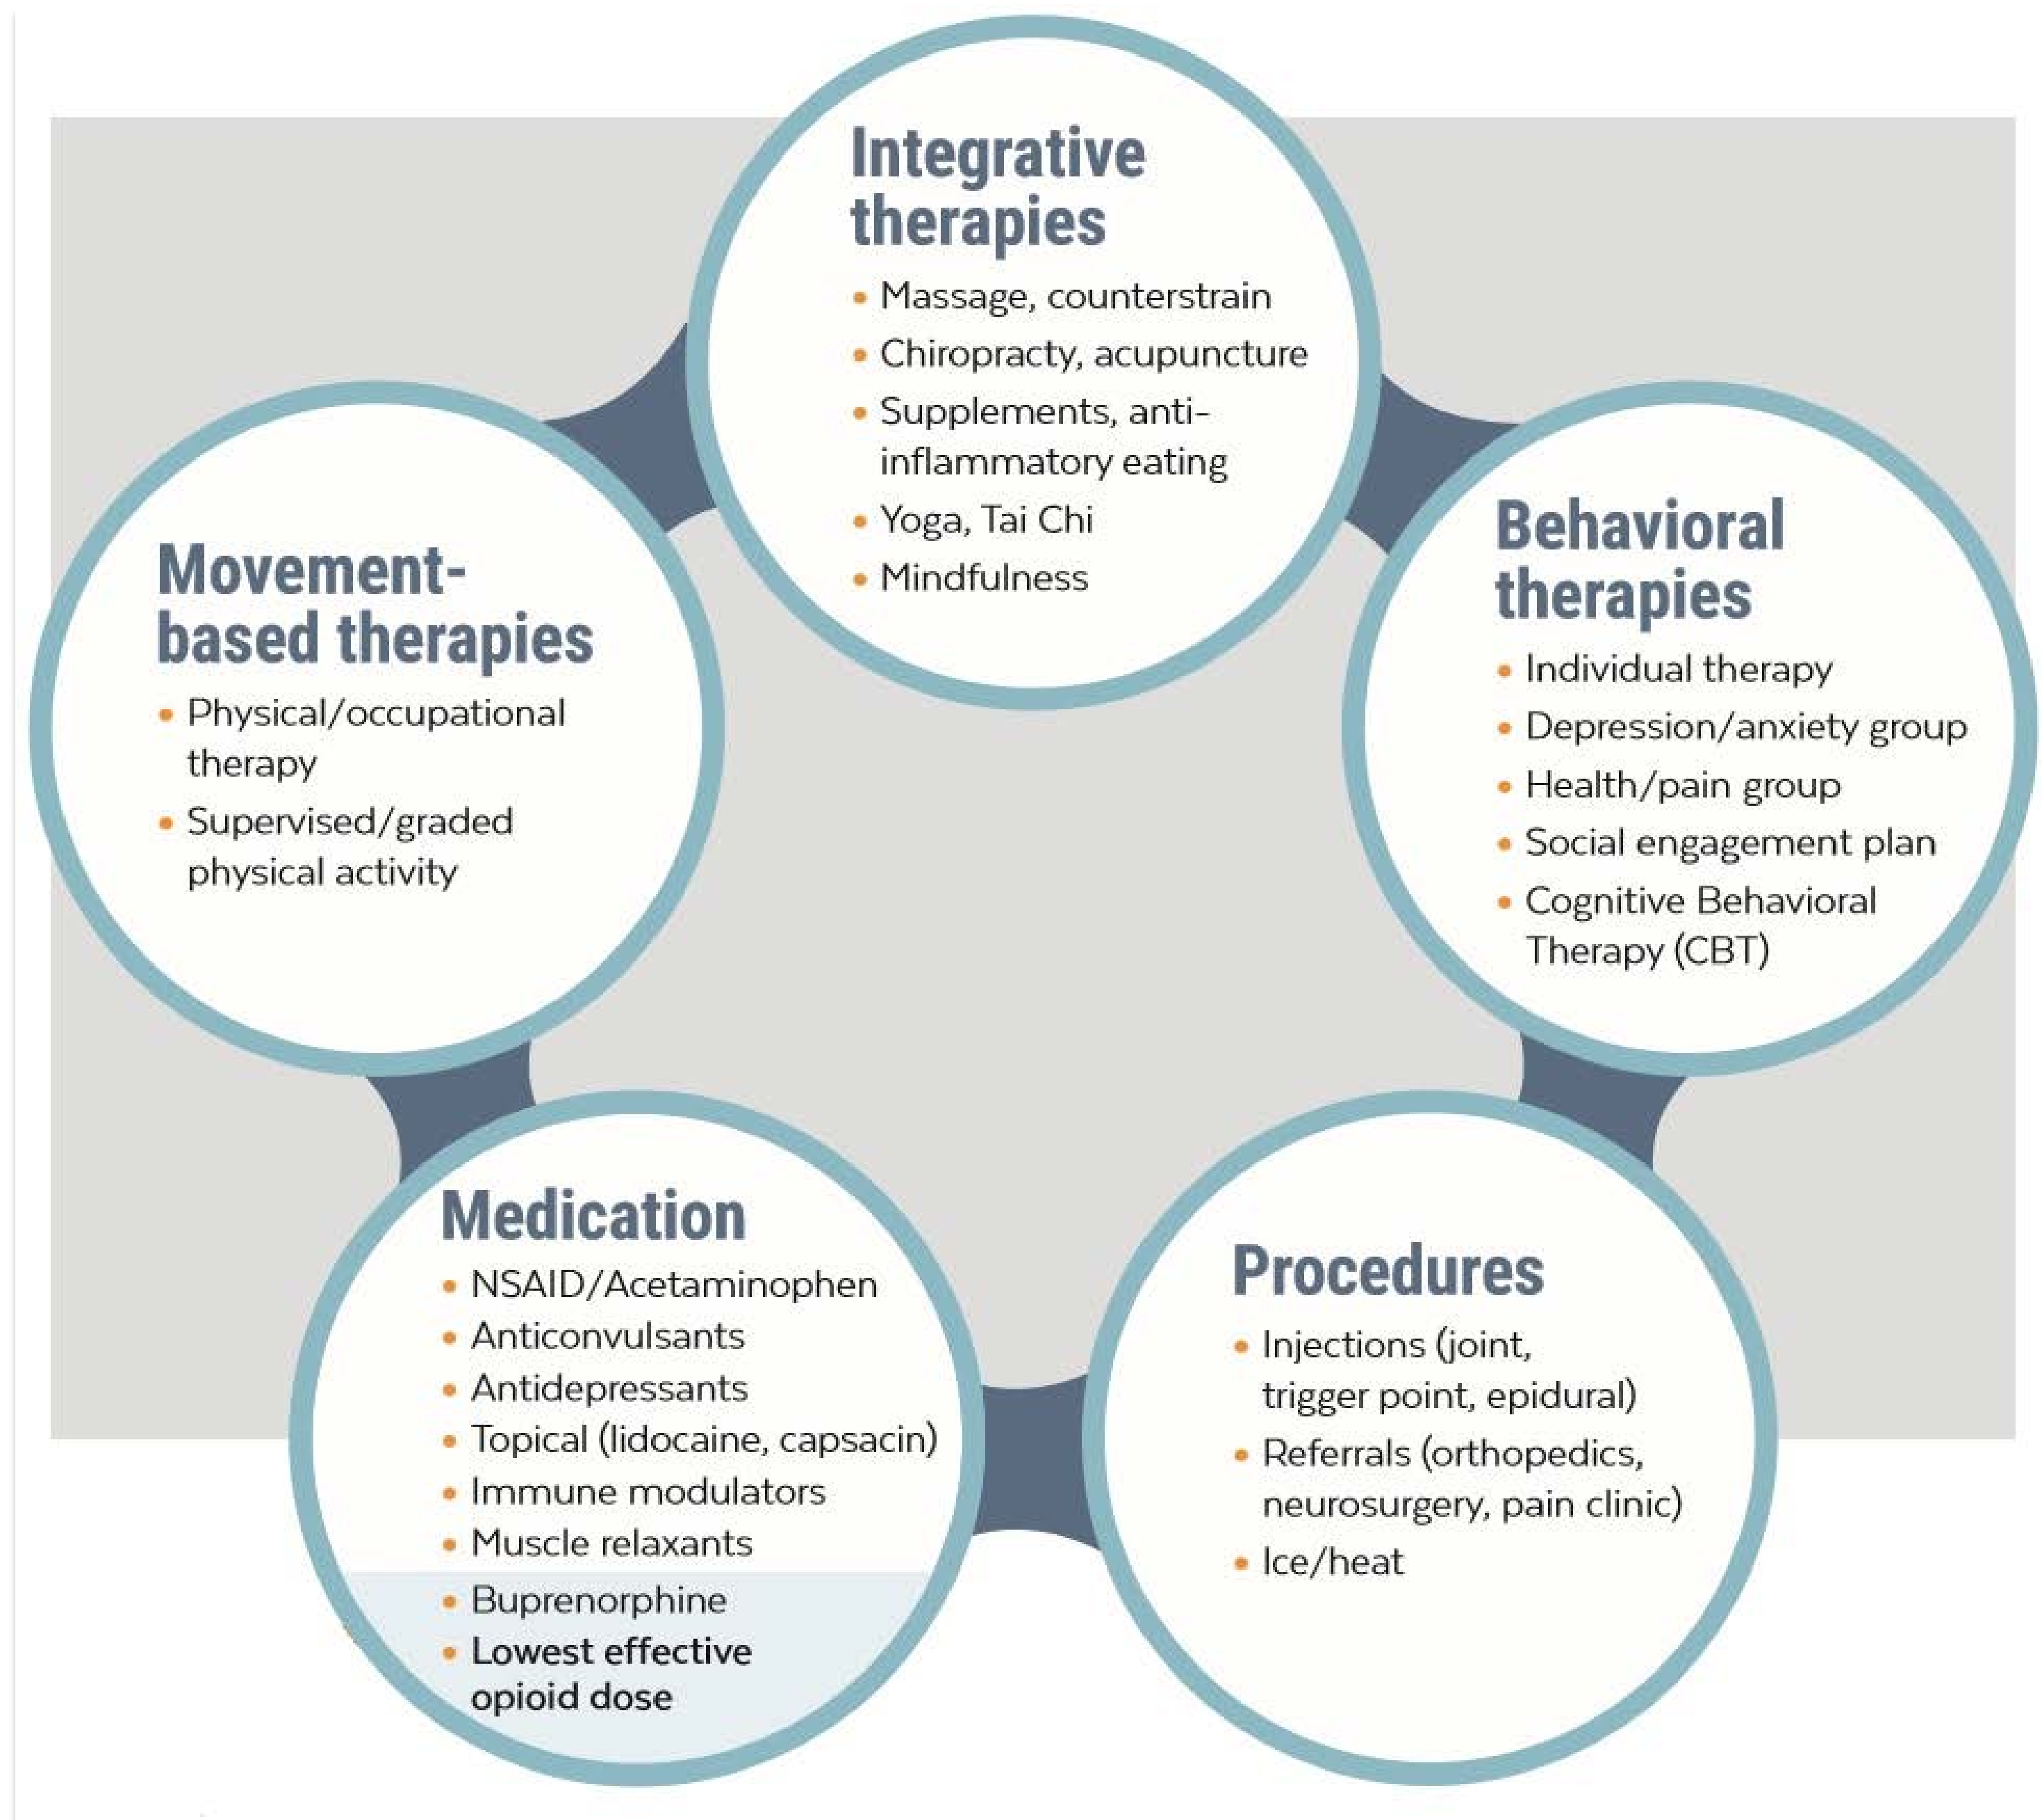 Integrative
therapies
• Massage, counterstrain
• Chiropracty, acupuncture
• Supplements, anti-
inflammatory eating
• Yoga, Tai Chi
• Mindfulness
Movement-
based therapies
• Physical/occupational
therapy
• Supervised/graded
physical activity
Behavioral
therapies
• Individual therapy
• Depression/anxiety group
• Health/pain group
• Social engagement plan
• Cognitive Behavioral
Therapy (CBT)
Medication
• NSAID/Acetaminophen
• Anticonvulsants
• Antidepressants
• Topical (lidocaine, capsacin)
• Immune modulators
• Muscle relaxants
• Buprenorphine
• Lowest effective
opioid dose
Procedures
• Injections (joint,
trigger point, epidural)
• Referrals (orthopedics,
neurosurgery, pain clinic)
• Ice/heat